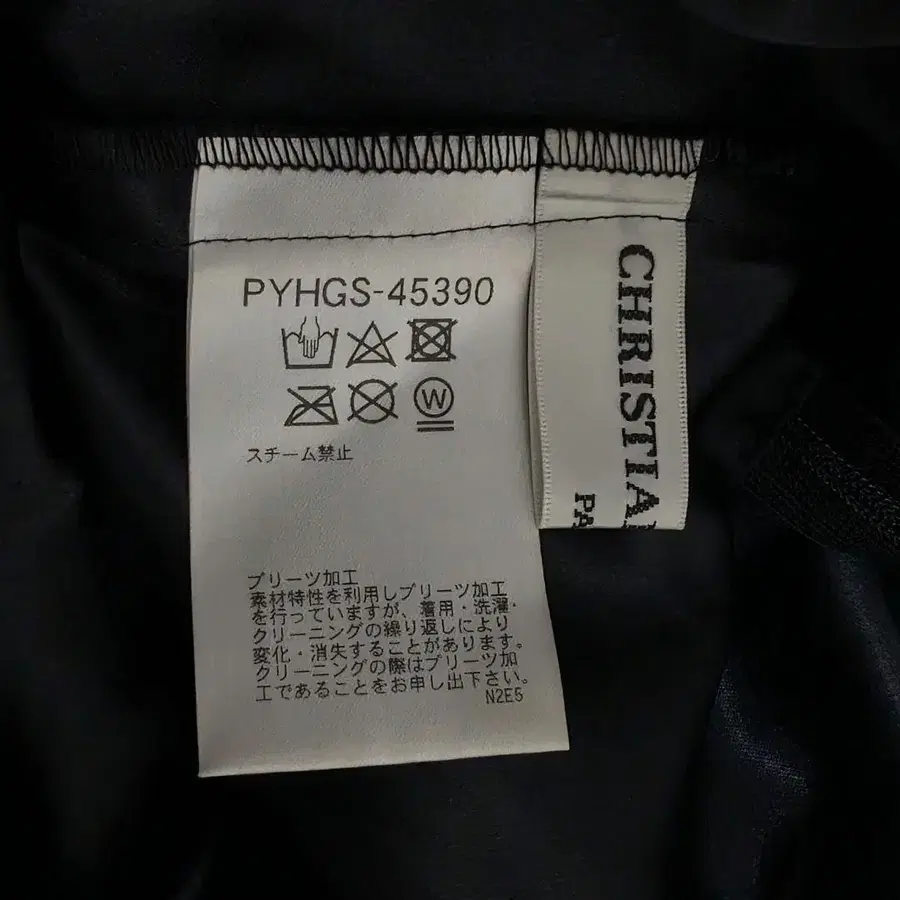 PYHGS-45390
W
スチーム禁止
プリーツ加工
素材特性を利用しプリーツ加工
を行っていますが、着用・洗濯・
クリーニングの繰り返しにより
変化・消失することがあります。
クリーニングの際はプリーツ加
工であることをお申し出下さい。
N2E5
CHRISTIA
PA